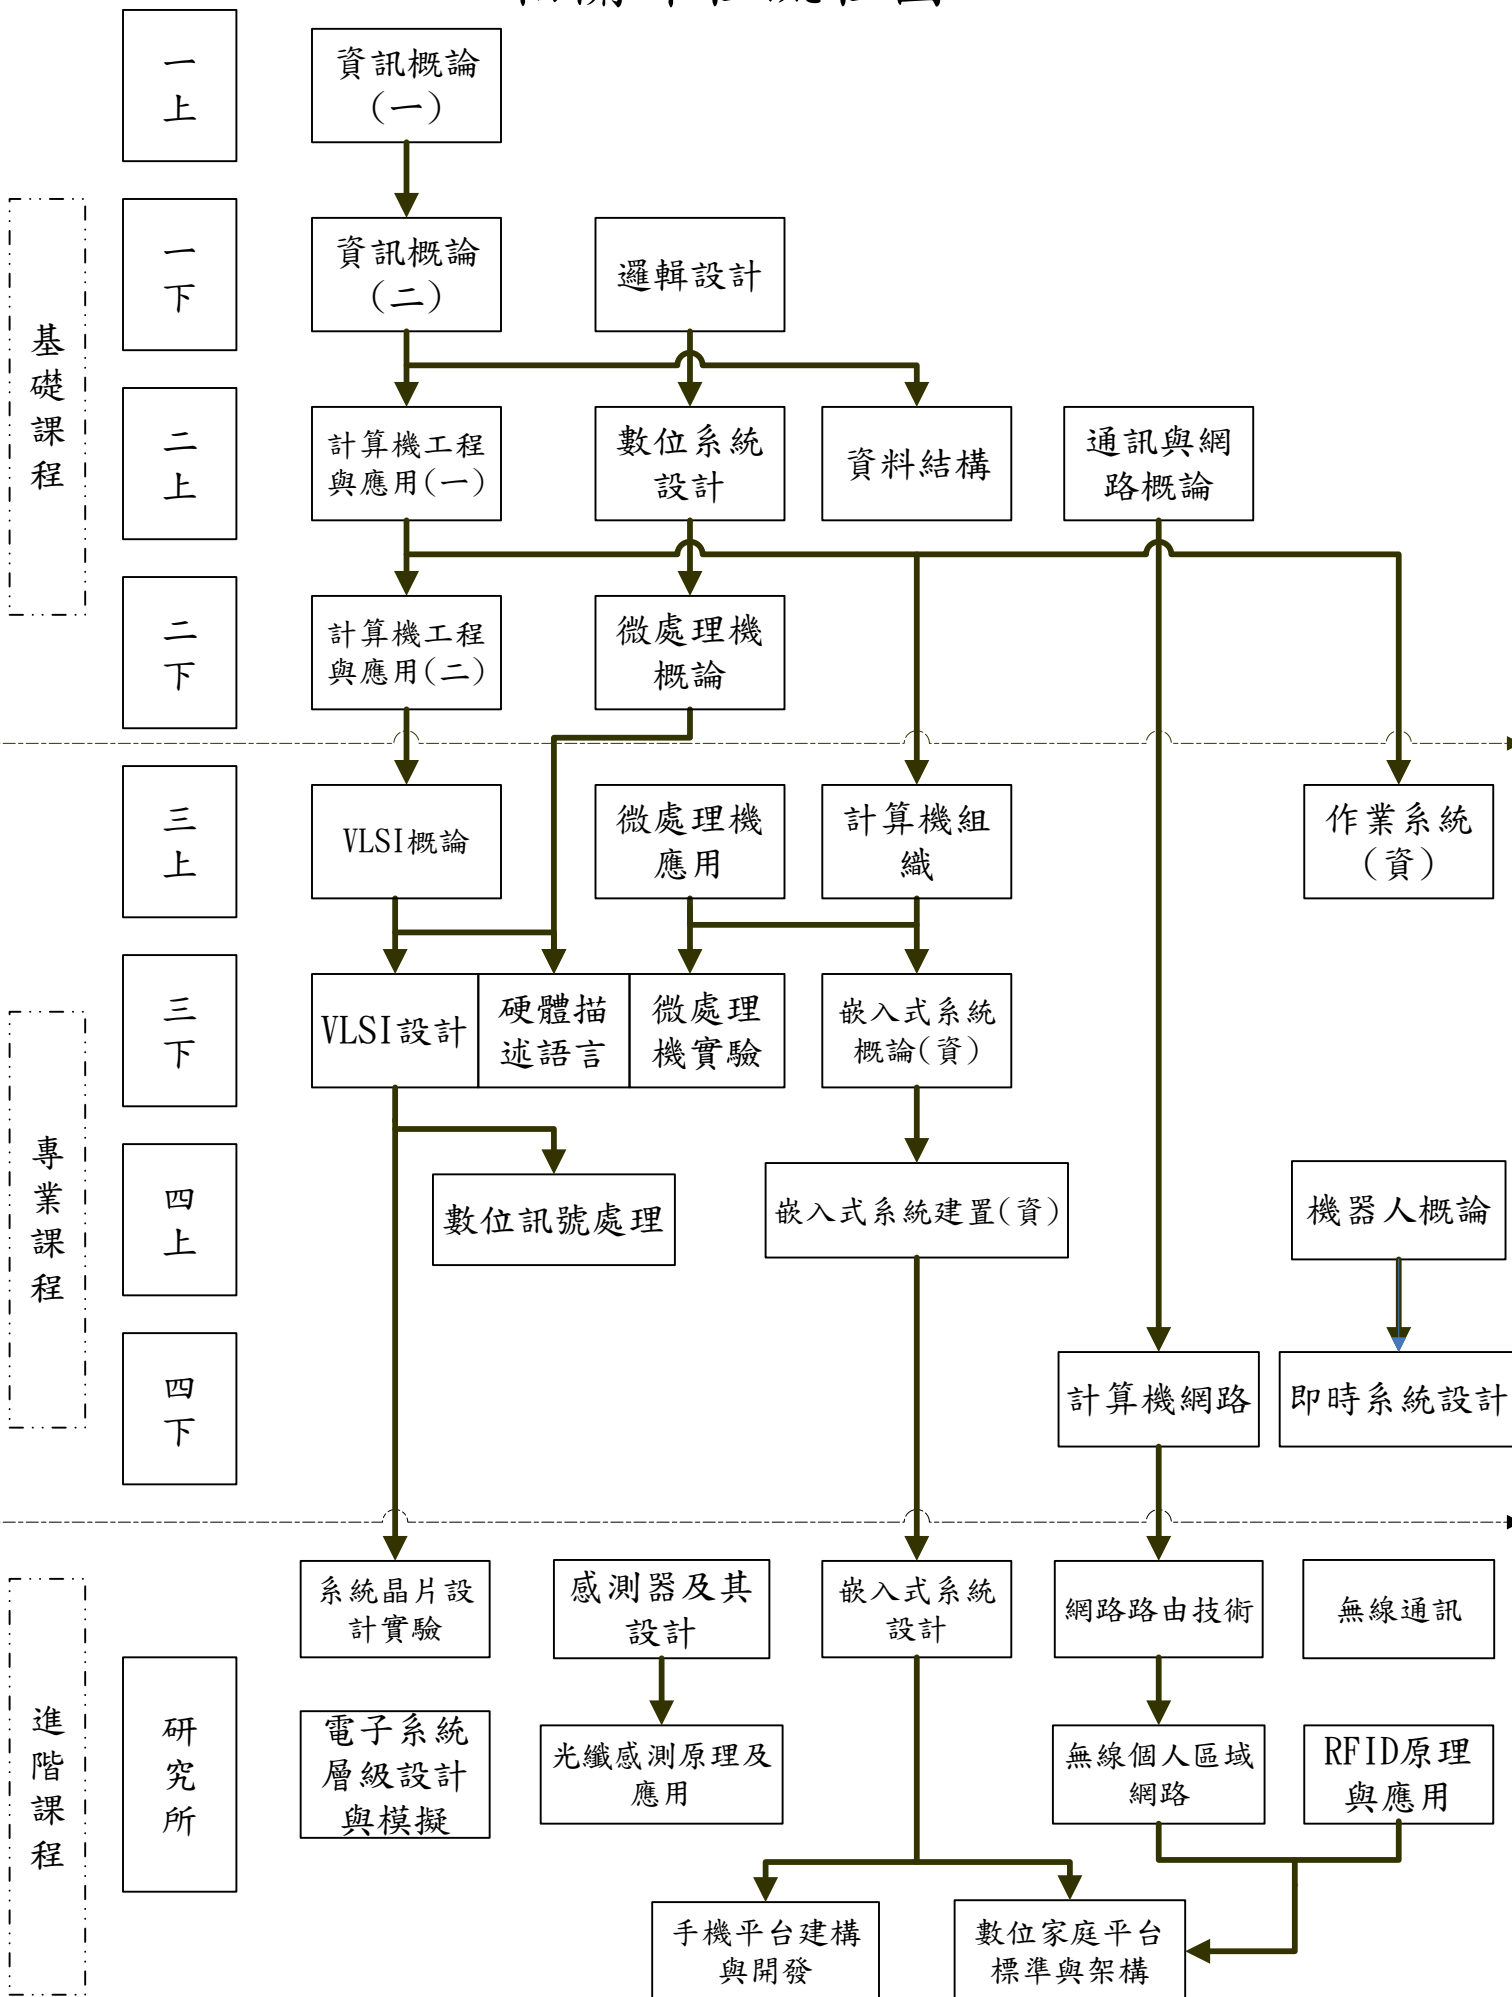 一
上
資訊概論
(一)
一
下
資訊概論
(二)
邏輯設計
基
礎
課
程
二
上
計算機工程
與應用(一)
數位系統
設計
資料結構
通訊與網
路概論
二
下
計算機工程
與應用(二)
微處理機
概論
三
上
VLSI概論
微處理機
應用
計算機組
織
作業系統
(資)
三
下
VLSI設計
硬體描
述語言
微處理
機實驗
嵌入式系統
概論(資)
專
業
課
程
四
上
數位訊號處理
嵌入式系統建置(資)
機器人概論
四
下
計算機網路
即時系統設計
系統晶片設
計實驗
感測器及其
設計
嵌入式系統
設計
網路路由技術
無線通訊
進
階
課
程
研
究
所
電子系統
層級設計
與模擬
光纖感測原理及
應用
無線個人區域
網路
RFID原理
與應用
手機平台建構
與開發
數位家庭平台
標準與架構